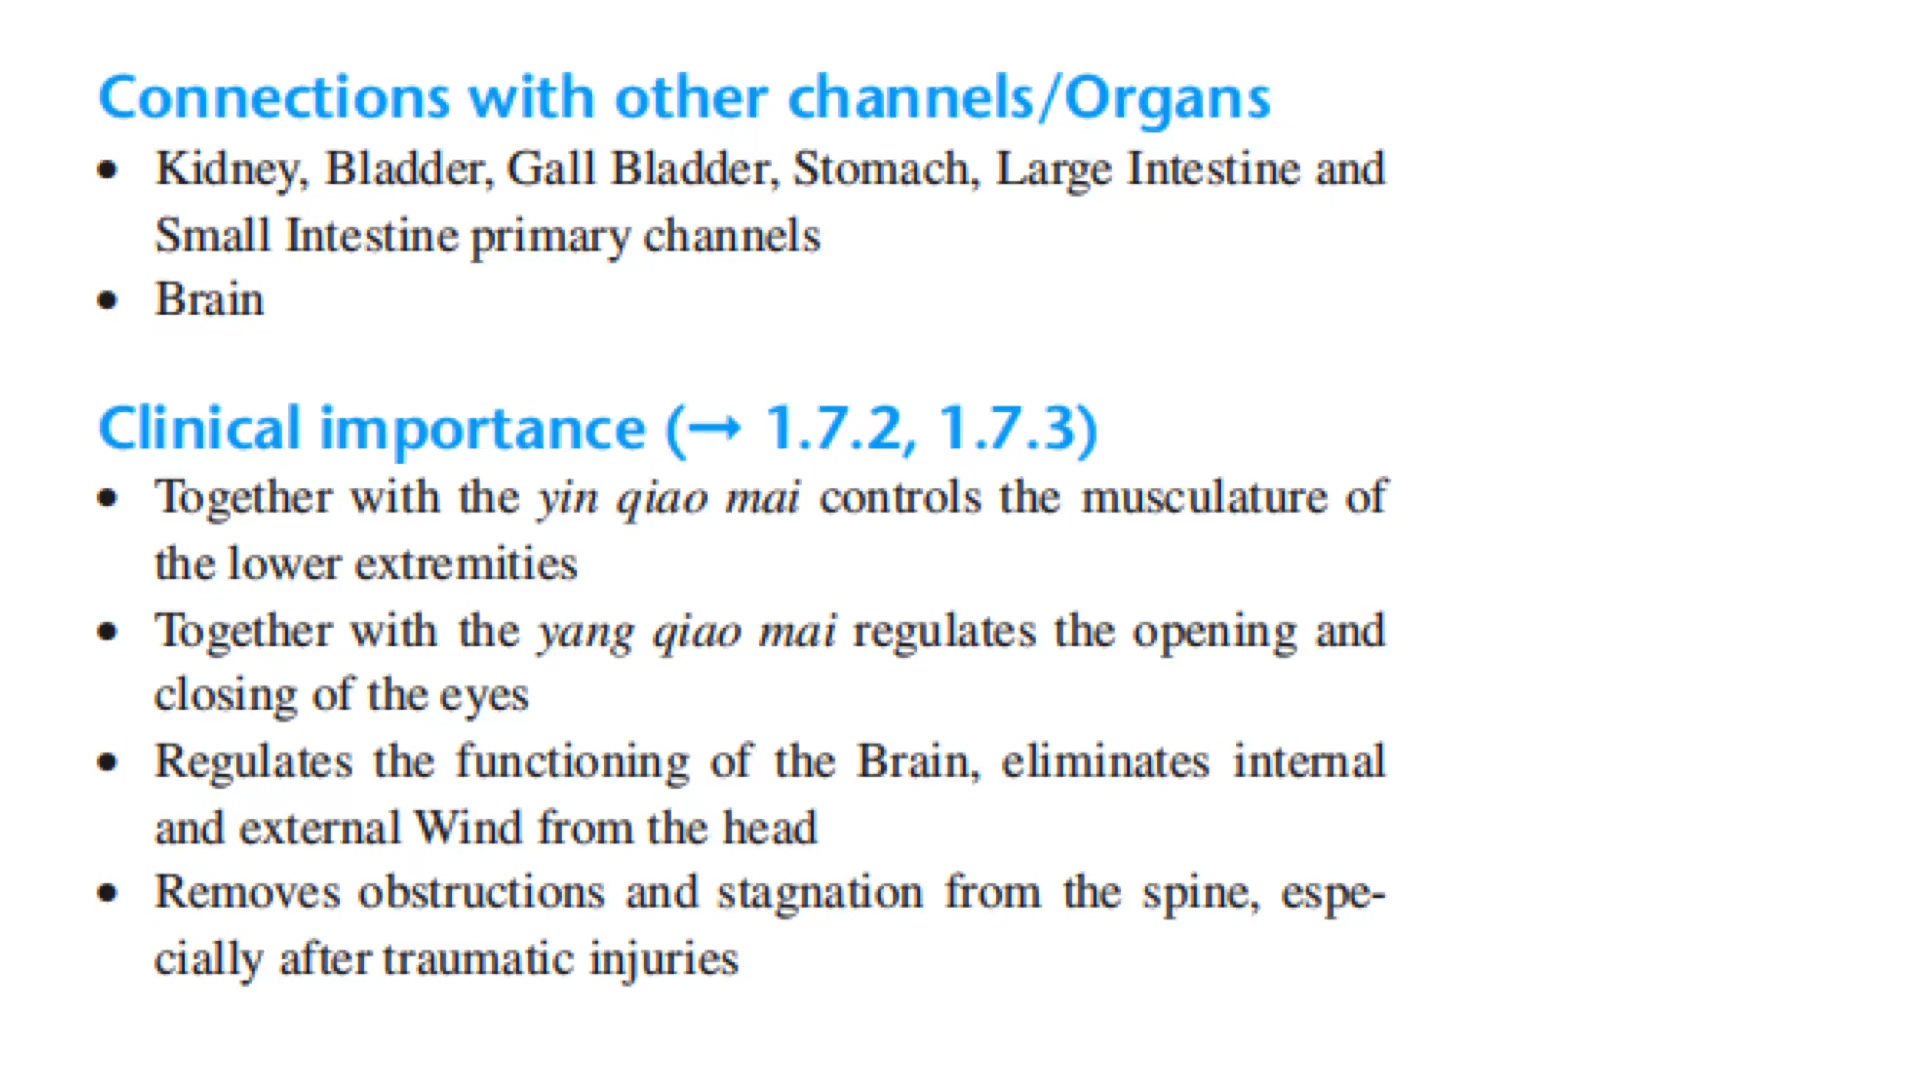 Connections with other channels/Organs
• Kidney, Bladder, Gall Bladder, Stomach, Large Intestine and
Small Intestine primary channels
• Brain
Clinical importance (→ 1.7.2, 1.7.3)
• Together with the yin qiao mai controls the musculature of
the lower extremities
• Together with the yang qiao mai regulates the opening and
closing of the eyes
• Regulates the functioning of the Brain, eliminates internal
and external Wind from the head
• Removes obstructions and stagnation from the spine, espe-
cially after traumatic injuries